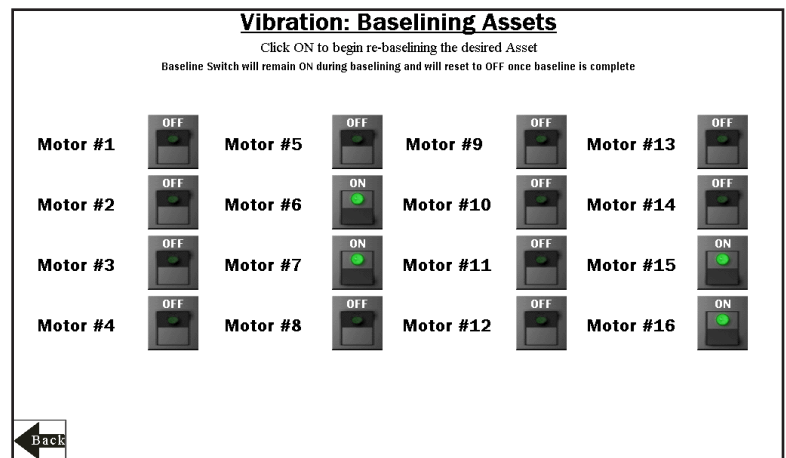 Vibration: Baselining Assets
Click ON to begin re-baselining the desired Asset
Baseline Switch will remain ON during baselining and will reset to OFF once baseline is complete
Motor #1 OFF Motor #5 OFF Motor #9 OFF Motor #13 OFF
Motor #2 OFF Motor #6 ON Motor #10 OFF Motor #14 OFF
Motor #3 OFF Motor #7 ON Motor #11 OFF Motor #15 ON
Motor #4 OFF Motor #8 OFF Motor #12 OFF Motor #16 ON
Back